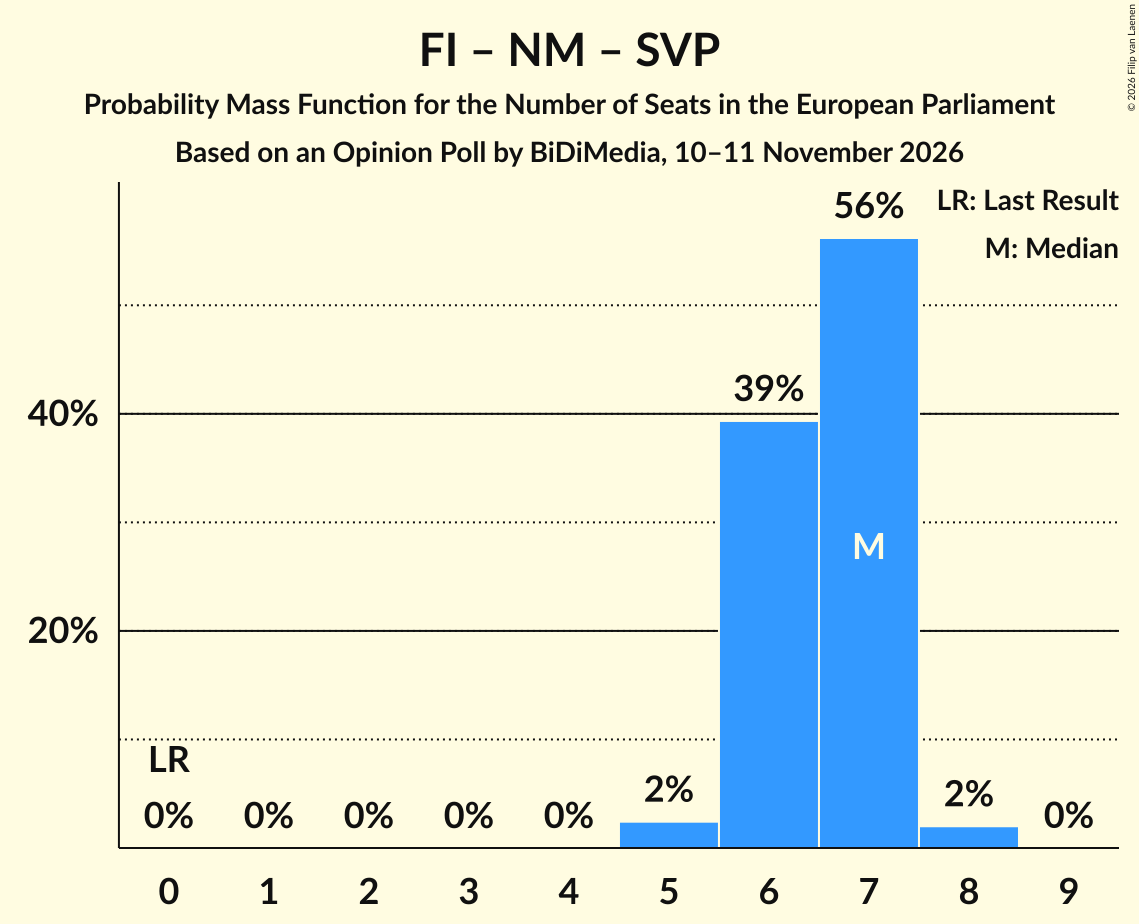 FI – NM – SVP
Probability Mass Function for the Number of Seats in the European Parliament
Based on an Opinion Poll by BiDiMedia, 10–11 November 2026
© 2026 Filip van Laenen
LR: Last Result
M: Median
56%
39%
40%
M
20%
LR
0% 0% 0% 0% 0% 2% 2% 0%
0 1 2 3 4 5 6 7 8 9